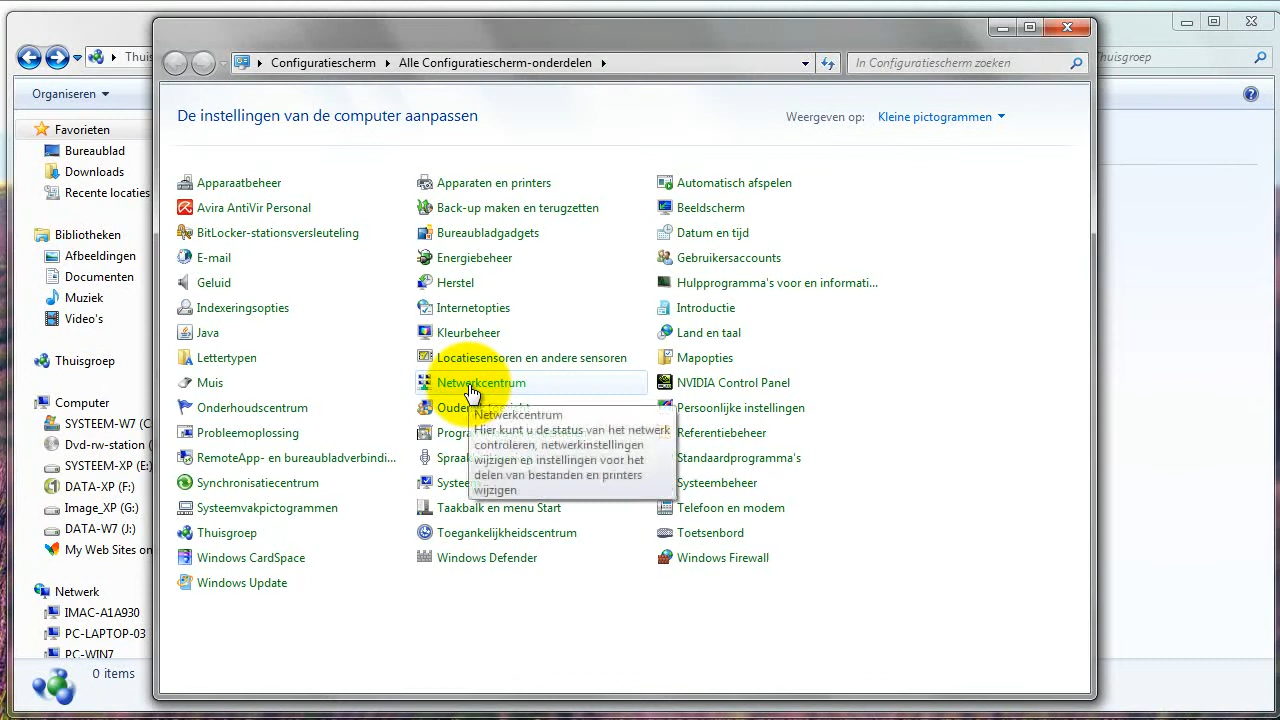 Thuis
Configuratiescherm
Alle Configuratiescherm-onderdelen
In Configuratiescherm zoeken
Thuisgroep
Organiseren
De instellingen van de computer aanpassen
Weergeven op:
Kleine pictogrammen
Favorieten
Bureaublad
Downloads
Recente locaties
Bibliotheken
Afbeeldingen
Documenten
Muziek
Video's
Thuisgroep
Computer
SYSTEEM-W7 (
Dvd-rw-station (
SYSTEEM-XP (E:)
DATA-XP (F:)
Image_XP (G:)
DATA-W7 (J:)
My Web Sites on
Netwerk
IMAC-A1A930
PC-LAPTOP-03
PC-WIN7
0 items
Apparaatbeheer
Apparaten en printers
Automatisch afspelen
Avira AntiVir Personal
Back-up maken en terugzetten
Beeldscherm
BitLocker-stationsversleuteling
Bureaubladgadgets
Datum en tijd
E-mail
Energiebeheer
Gebruikersaccounts
Geluid
Herstel
Hulpprogramma's voor en informati...
Indexeringsopties
Internetopties
Introductie
Java
Kleurbeheer
Land en taal
Lettertypen
Locatiesensoren en andere sensoren
Mapopties
Muis
Netwerkcentrum
NVIDIA Control Panel
Onderhoudscentrum
Persoonlijke instellingen
Probleemoplossing
Progra
Referentiebeheer
RemoteApp- en bureaubladverbindi...
Spraa
Standaardprogramma's
Synchronisatiecentrum
Systee
Systeembeheer
Systeemvakpictogrammen
Taakbalk en menu Start
Telefoon en modem
Thuisgroep
Toegankelijkheidscentrum
Toetsenbord
Windows CardSpace
Windows Defender
Windows Firewall
Windows Update
Netwerkcentrum
Hier kunt u de status van het netwerk
controleren, netwerkinstellingen
wijzigen en instellingen voor het
delen van bestanden en printers
wijzigen